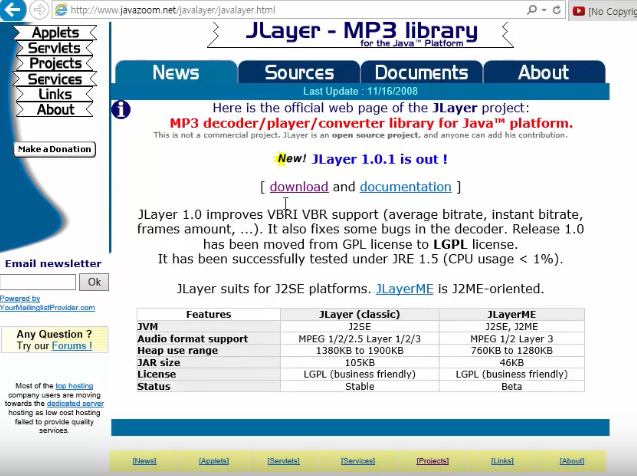 http://www.javazoom.net/javalayer/javalayer.html
[No Copyrig
Applets
Servlets
Projects
Services
Links
About
Make a Donation
Email newsletter
Ok
Powered by
YourMailinglistProvider.com
Any Question ?
Try our Forums !
Most of the top hosting
company users are moving
towards the dedicated server
hosting as low cost hosting
failed to provide quality
services.
JLayer - MP3 library
for the Java™ Platform
News Sources Documents About
Last Update : 11/16/2008
Here is the official web page of the JLayer project:
MP3 decoder/player/converter library for Java™ platform.
This is not a commercial project. JLayer is an open source project, and anyone can add his contribution.
New! JLayer 1.0.1 is out !
[ download and documentation ]
JLayer 1.0 improves VBRI VBR support (average bitrate, instant bitrate,
frames amount, ...). It also fixes some bugs in the decoder. Release 1.0
has been moved from GPL license to LGPL license.
It has been successfully tested under JRE 1.5 (CPU usage < 1%).
JLayer suits for J2SE platforms. JLayerME is J2ME-oriented.
Features JLayer (classic) JLayerME
JVM J2SE J2SE, J2ME
Audio format support MPEG 1/2/2.5 Layer 1/2/3 MPEG 1/2 Layer 3
Heap use range 1380KB to 1900KB 760KB to 1280KB
JAR size 105KB 46KB
License LGPL (business friendly) LGPL (business friendly)
Status Stable Beta
[News] [Applets] [Servlets] [Services] [Projects] [Links] [About]